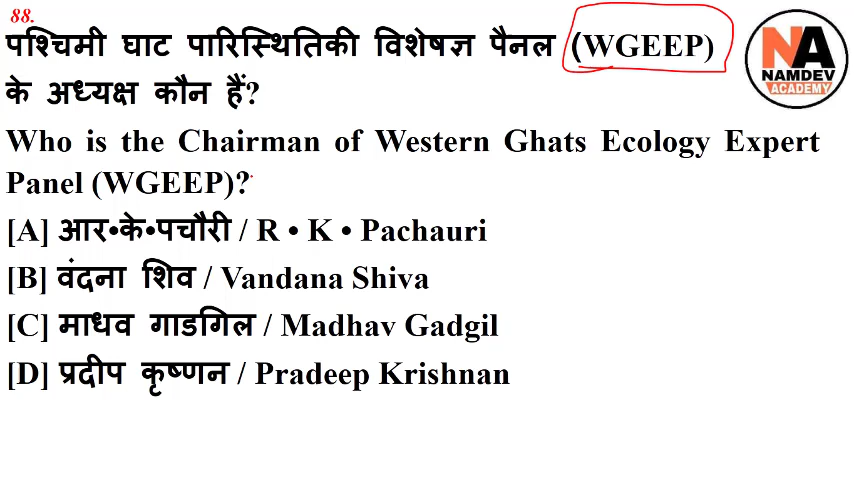 88.
पश्चिमी घाट पारिस्थितिकी विशेषज्ञ पैनल (WGEEP)
के अध्यक्ष कौन हैं?
Who is the Chairman of Western Ghats Ecology Expert
Panel (WGEEP)?
[A] आर•के•पचौरी / R • K • Pachauri
[B] वंदना शिव / Vandana Shiva
[C] माधव गाडगिल / Madhav Gadgil
[D] प्रदीप कृष्णन / Pradeep Krishnan
NA
NAMDEV
ACADEMY